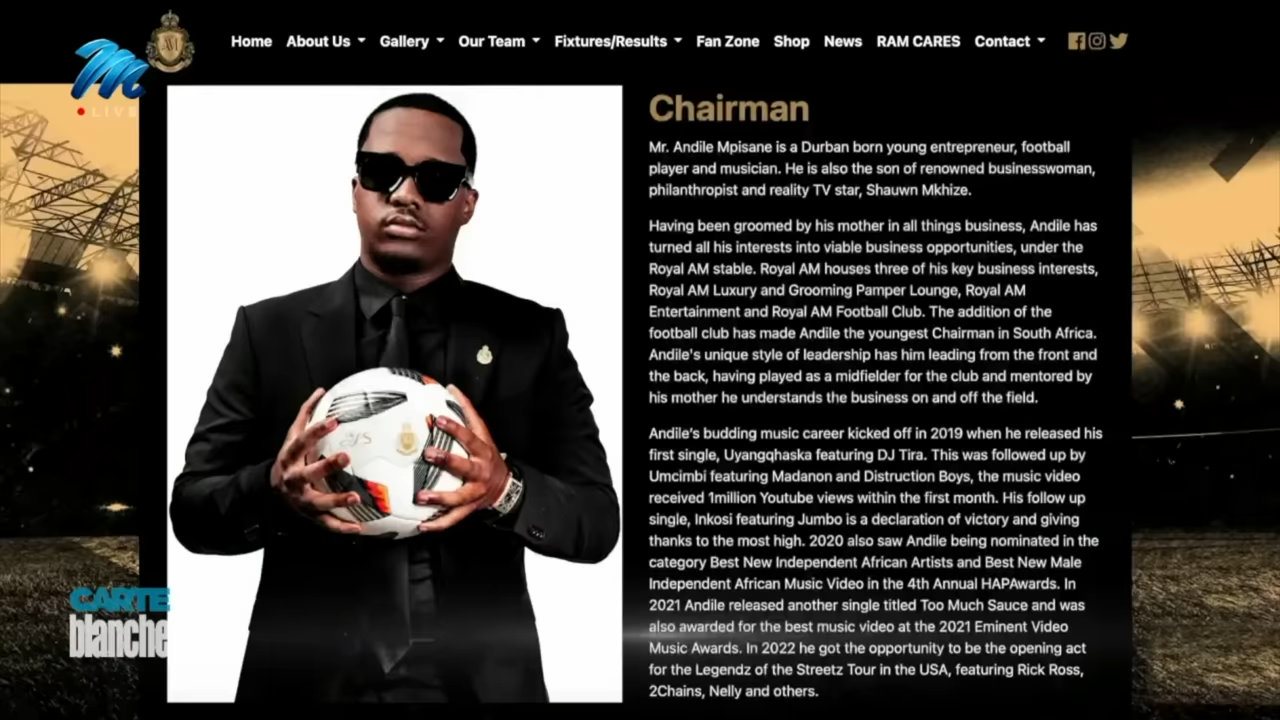 Home About Us Gallery Our Team Fixtures/Results Fan Zone Shop News RAM CARES Contact
LIVE
Chairman
Mr. Andile Mpisane is a Durban born young entrepreneur, football
player and musician. He is also the son of renowned businesswoman,
philanthropist and reality TV star, Shauwn Mkhize.
Having been groomed by his mother in all things business, Andile has
turned all his interests into viable business opportunities, under the
Royal AM stable. Royal AM houses three of his key business interests,
Royal AM Luxury and Grooming Pamper Lounge, Royal AM
Entertainment and Royal AM Football Club. The addition of the
football club has made Andile the youngest Chairman in South Africa.
Andile's unique style of leadership has him leading from the front and
the back, having played as a midfielder for the club and mentored by
his mother he understands the business on and off the field.
Andile's budding music career kicked off in 2019 when he released his
first single, Uyangqhaska featuring DJ Tira. This was followed up by
Umcimbi featuring Madanon and Distruction Boys, the music video
received 1million Youtube views within the first month. His follow up
single, Inkosi featuring Jumbo is a declaration of victory and giving
thanks to the most high. 2020 also saw Andile being nominated in the
category Best New Independent African Artists and Best New Male
Independent African Music Video in the 4th Annual HAPAwards. In
2021 Andile released another single titled Too Much Sauce and was
also awarded for the best music video at the 2021 Eminent Video
Music Awards. In 2022 he got the opportunity to be the opening act
for the Legendz of the Streetz Tour in the USA, featuring Rick Ross,
2Chains, Nelly and others.
CARTE
blanche